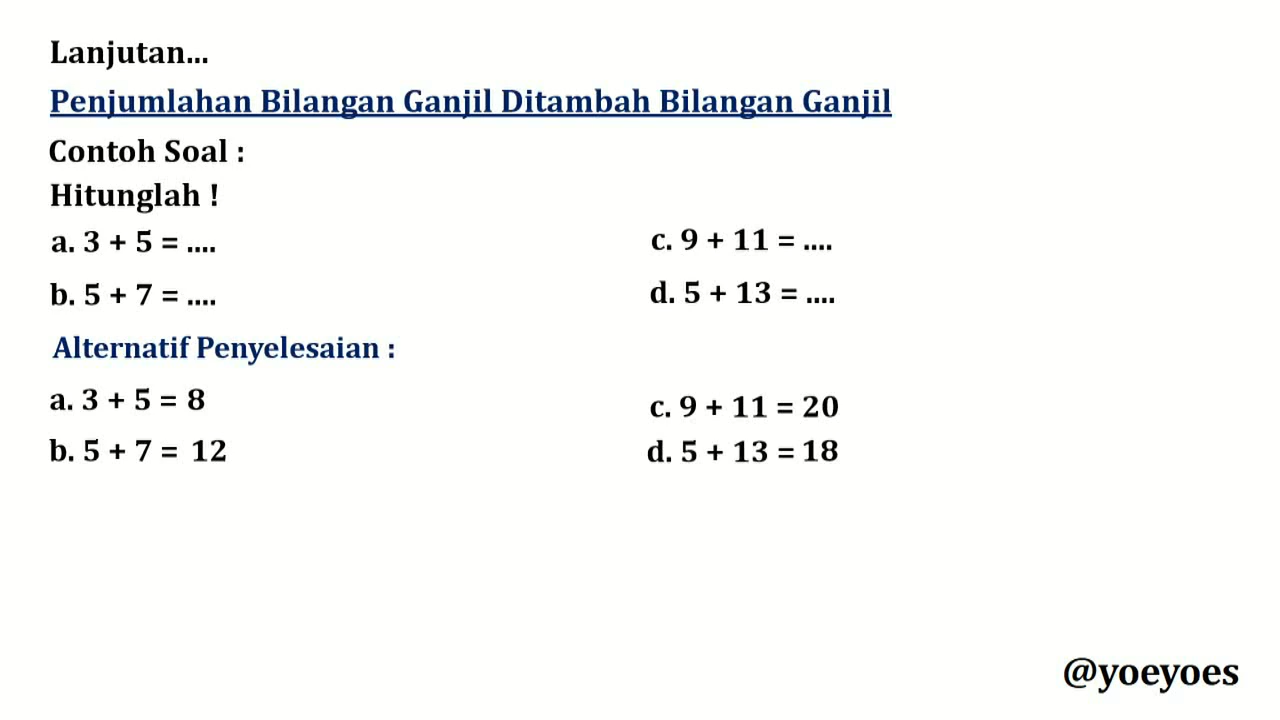 Lanjutan...
Penjumlahan Bilangan Ganjil Ditambah Bilangan Ganjil
Contoh Soal :
Hitunglah !
a. 3 + 5 = ....
b. 5 + 7 = ....
c. 9 + 11 = ....
d. 5 + 13 = ....
Alternatif Penyelesaian :
a. 3 + 5 = 8
b. 5 + 7 = 12
c. 9 + 11 = 20
d. 5 + 13 = 18
@yoeyoes